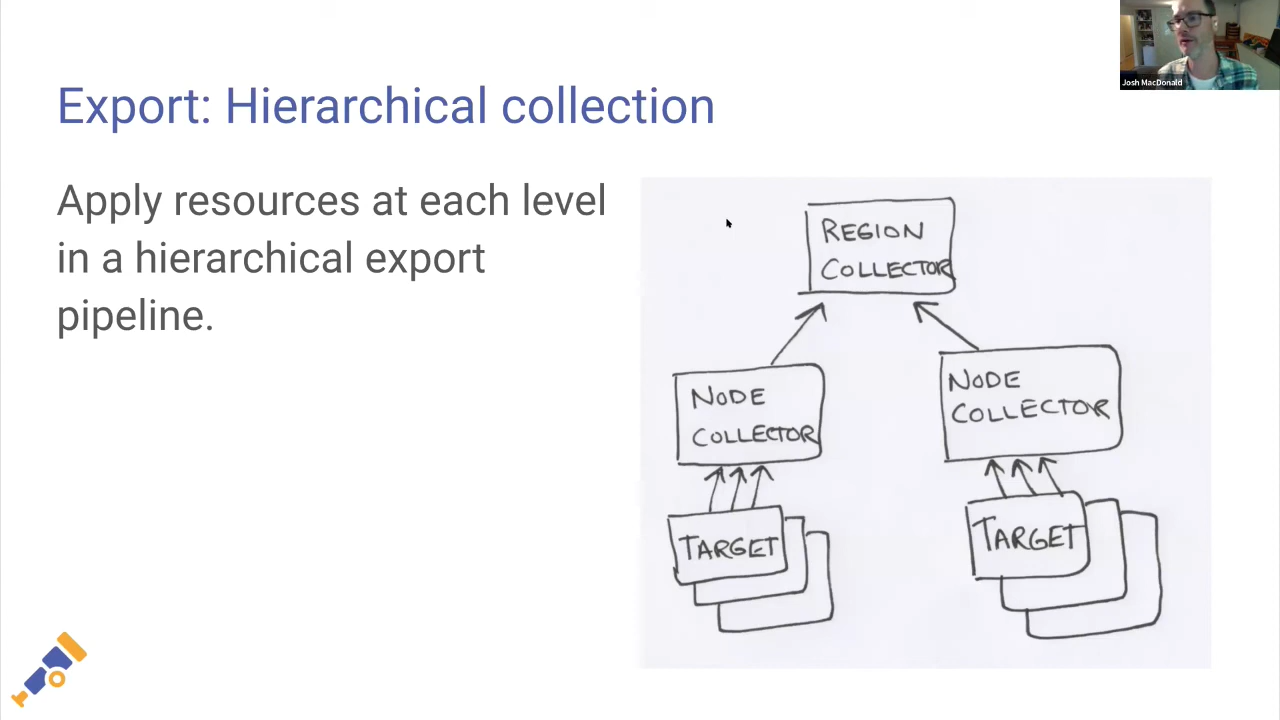 Josh MacDonald
Export: Hierarchical collection
Apply resources at each level
in a hierarchical export
pipeline.
REGION
COLLECTOR
NODE
COLLECTOR
NODE
COLLECTOR
TARGET
TARGET